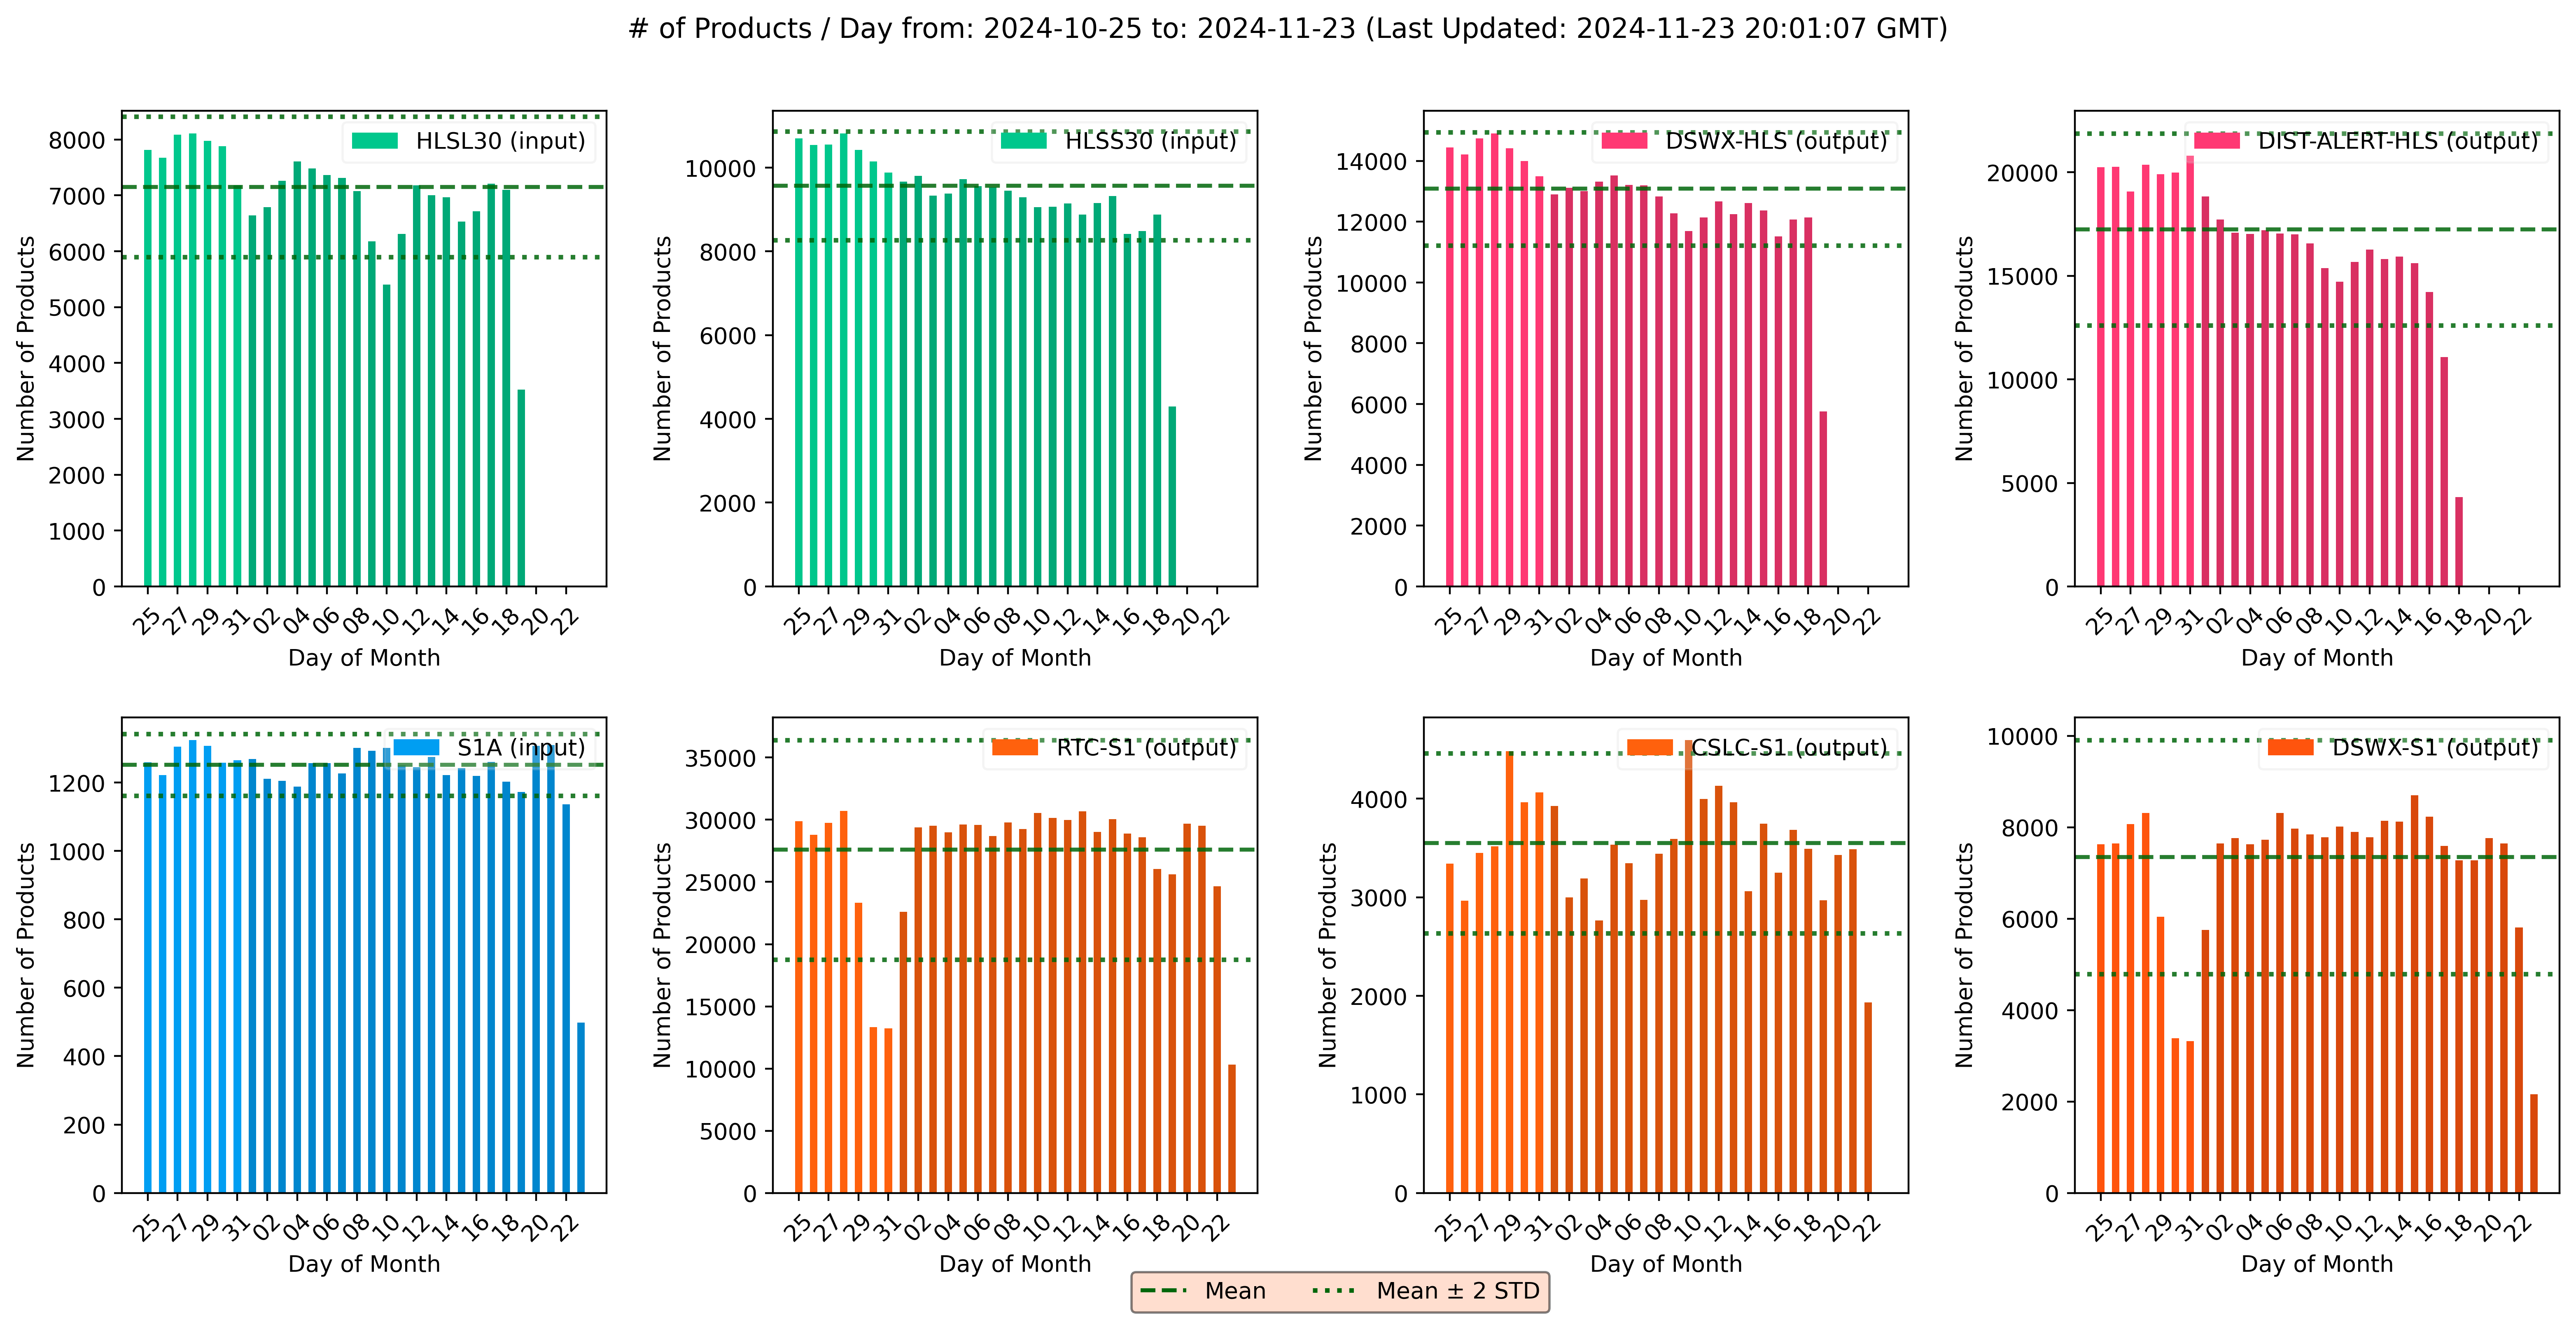 # of Products / Day from: 2024-10-25 to: 2024-11-23 (Last Updated: 2024-11-23 20:01:07 GMT)
HLSL30 (input)
Number of Products
8000
7000
6000
5000
4000
3000
2000
1000
0
25 27 29 31 02 04 06 08 10 12 14 16 18 20 22
Day of Month
HLSS30 (input)
Number of Products
10000
8000
6000
4000
2000
0
25 27 29 31 02 04 06 08 10 12 14 16 18 20 22
Day of Month
DSWX-HLS (output)
Number of Products
14000
12000
10000
8000
6000
4000
2000
0
25 27 29 31 02 04 06 08 10 12 14 16 18 20 22
Day of Month
DIST-ALERT-HLS (output)
Number of Products
20000
15000
10000
5000
0
25 27 29 31 02 04 06 08 10 12 14 16 18 20 22
Day of Month
S1A (input)
Number of Products
1200
1000
800
600
400
200
0
25 27 29 31 02 04 06 08 10 12 14 16 18 20 22
Day of Month
RTC-S1 (output)
Number of Products
35000
30000
25000
20000
15000
10000
5000
0
25 27 29 31 02 04 06 08 10 12 14 16 18 20 22
Day of Month
CSLC-S1 (output)
Number of Products
4000
3000
2000
1000
0
25 27 29 31 02 04 06 08 10 12 14 16 18 20 22
Day of Month
DSWX-S1 (output)
Number of Products
10000
8000
6000
4000
2000
0
25 27 29 31 02 04 06 08 10 12 14 16 18 20 22
Day of Month
Mean
Mean ± 2 STD